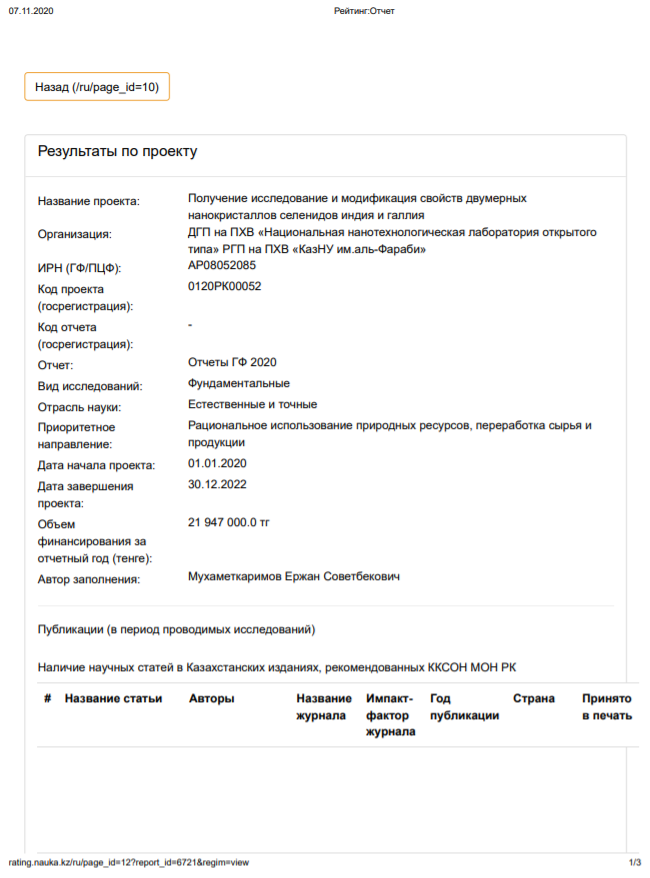 07.11.2020 Рейтинг:Отчет
Назад (/ru/page_id=10)
Результаты по проекту
Название проекта: Получение исследование и модификация свойств двумерных
нанокристаллов селенидов индия и галлия
Организация: ДГП на ПХВ «Национальная нанотехнологическая лаборатория открытого
типа» РГП на ПХВ «КазНУ им.аль-Фараби»
ИРН (ГФ/ПЦФ): AP08052085
Код проекта 0120РК00052
(госрегистрация):
Код отчета -
(госрегистрация):
Отчет: Отчеты ГФ 2020
Вид исследований: Фундаментальные
Отрасль науки: Естественные и точные
Приоритетное Рациональное использование природных ресурсов, переработка сырья и
направление: продукции
Дата начала проекта: 01.01.2020
Дата завершения 30.12.2022
проекта:
Объем 21 947 000.0 тг
финансирования за
отчетный год (тенге):
Автор заполнения: Мухаметкаримов Ержан Советбекович
Публикации (в период проводимых исследований)
Наличие научных статей в Казахстанских изданиях, рекомендованных ККСОН МОН РК
# Название статьи Авторы Название Импакт- Год Страна Принято
журнала фактор публикации в печать
журнала
rating.nauka.kz/ru/page_id=12?report_id=6721&regim=view 1/3